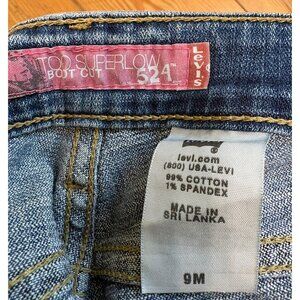 TOO SUPERLOW
BOOT CUT 524™
LEVI'S
levi.com
(800) USA-LEVI
99% COTTON
1% SPANDEX
MADE IN
SRI LANKA
9M